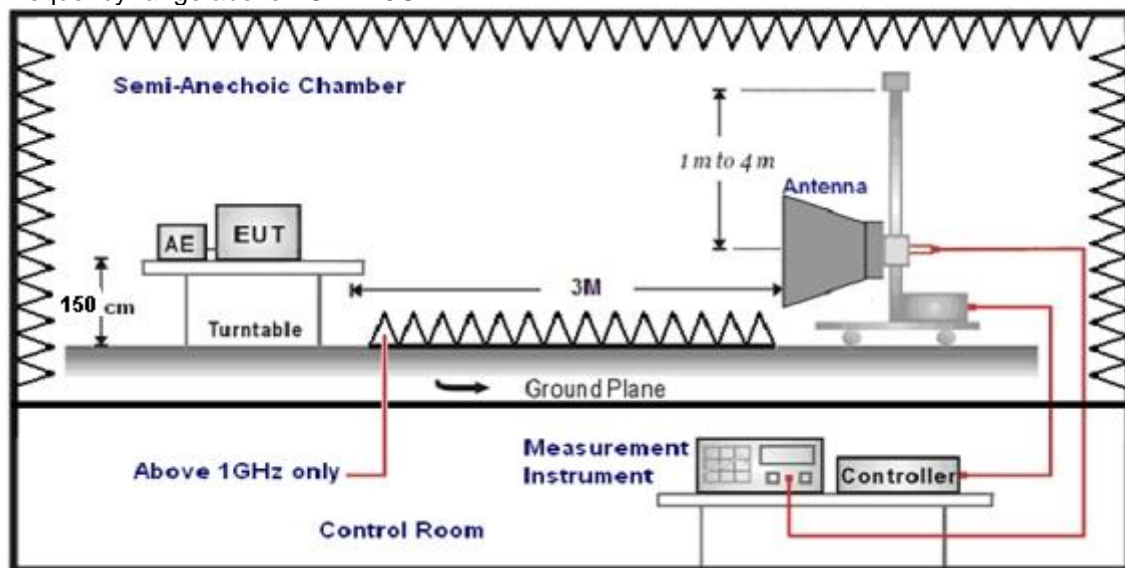 Semi-Anechoic Chamber
1 m to 4 m
Antenna
AE
EUT
150 cm
3M
Turntable
Ground Plane
Above 1GHz only
Measurement
Instrument
Controller
Control Room